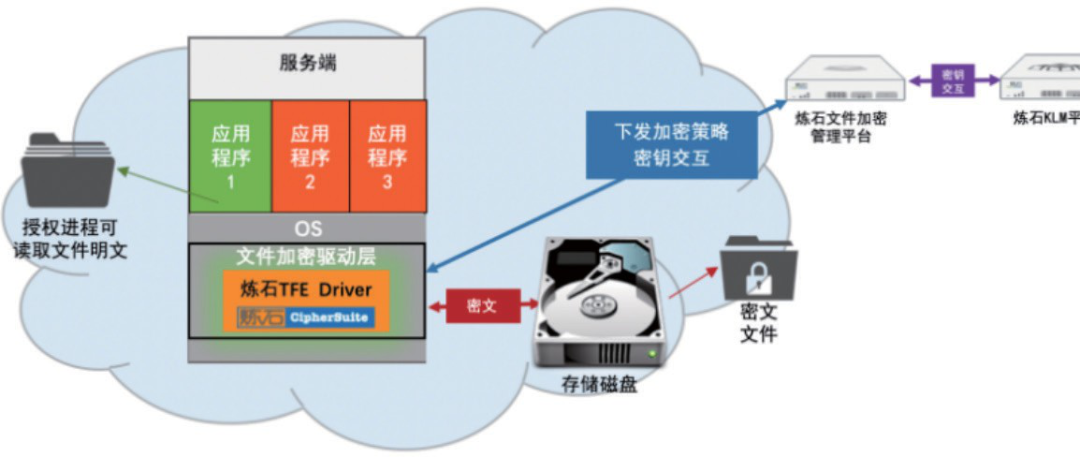 服务端
应用
程序
1
应用
程序
2
应用
程序
3
OS
文件加密驱动层
炼石TFE Driver
炼石 CipherSuite
授权进程可
读取文件明文
下发加密策略
密钥交互
密文
存储磁盘
密文
文件
炼石文件加密
管理平台
密钥
交互
炼石KLM平